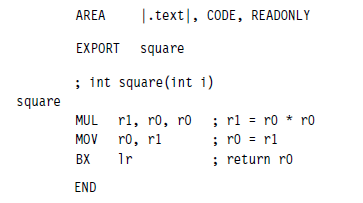 AREA    |.text|, CODE, READONLY
EXPORT  square
; int square(int i)
square
MUL  r1, r0, r0  ; r1 = r0 * r0
MOV  r0, r1      ; r0 = r1
BX   lr          ; return r0
END